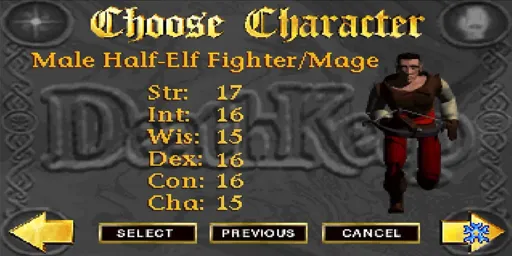 Choose Character
Male Half-Elf Fighter/Mage
DeathKeep
Str: 17
Int: 16
Wis: 15
Dex: 16
Con: 16
Cha: 15
SELECT PREVIOUS CANCEL